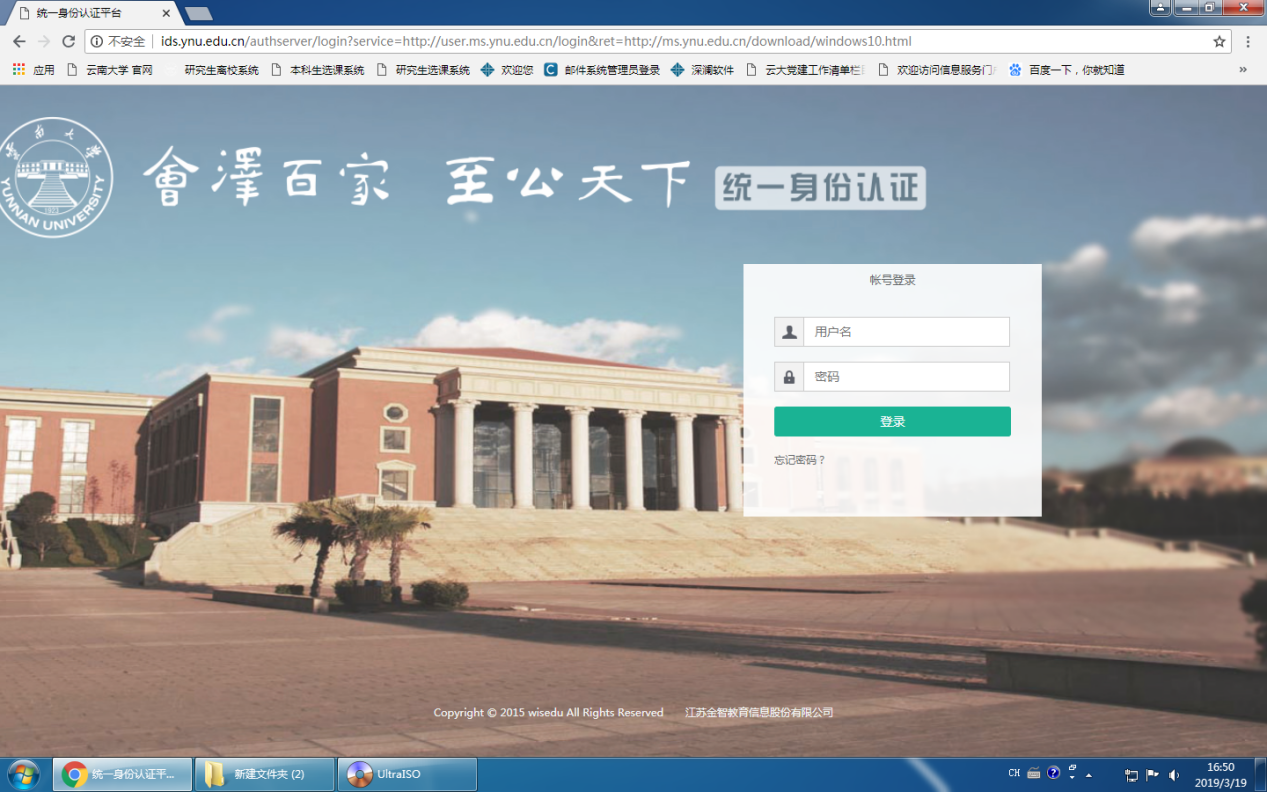 统一身份认证平台
不安全 ids.ynu.edu.cn/authserver/login?service=http://user.ms.ynu.edu.cn/login&ret=http://ms.ynu.edu.cn/download/windows10.html
应用 云南大学 官网 研究生离校系统 本科生选课系统 研究生选课系统 欢迎您 邮件系统管理员登录 深澜软件 云大党建工作清单栏 欢迎访问信息服务门 百度一下，你就知道 »
云南大学
YUNNAN UNIVERSITY
1923
會澤百家 至公天下 统一身份认证
帐号登录
用户名
密码
登录
忘记密码？
Copyright © 2015 wisedu All Rights Reserved 江苏金智教育信息股份有限公司
统一身份认证平... 新建文件夹 (2) UltraISO CH 16:50
2019/3/19